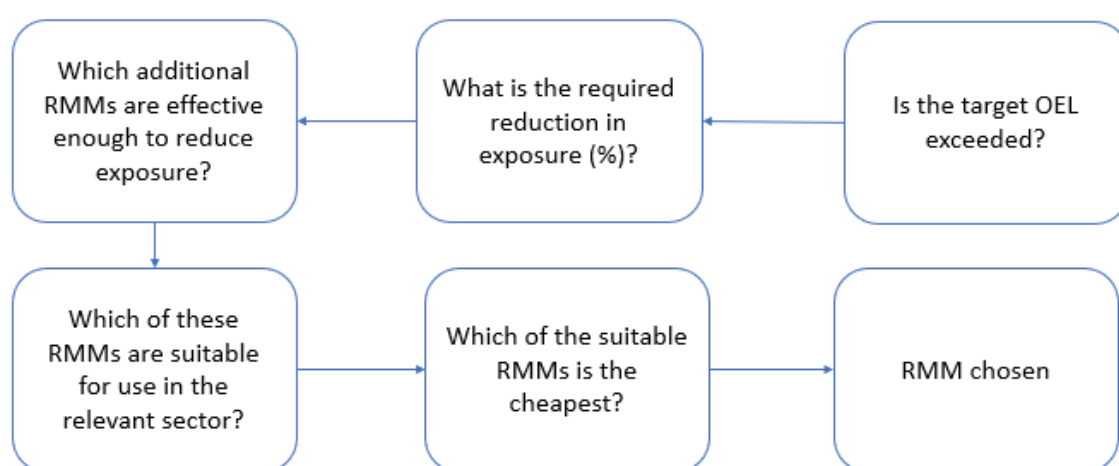 Which additional
RMMs are effective
enough to reduce
exposure?
What is the required
reduction in
exposure (%)?
Is the target OEL
exceeded?
Which of these
RMMs are suitable
for use in the
relevant sector?
Which of the suitable
RMMs is the
cheapest?
RMM chosen